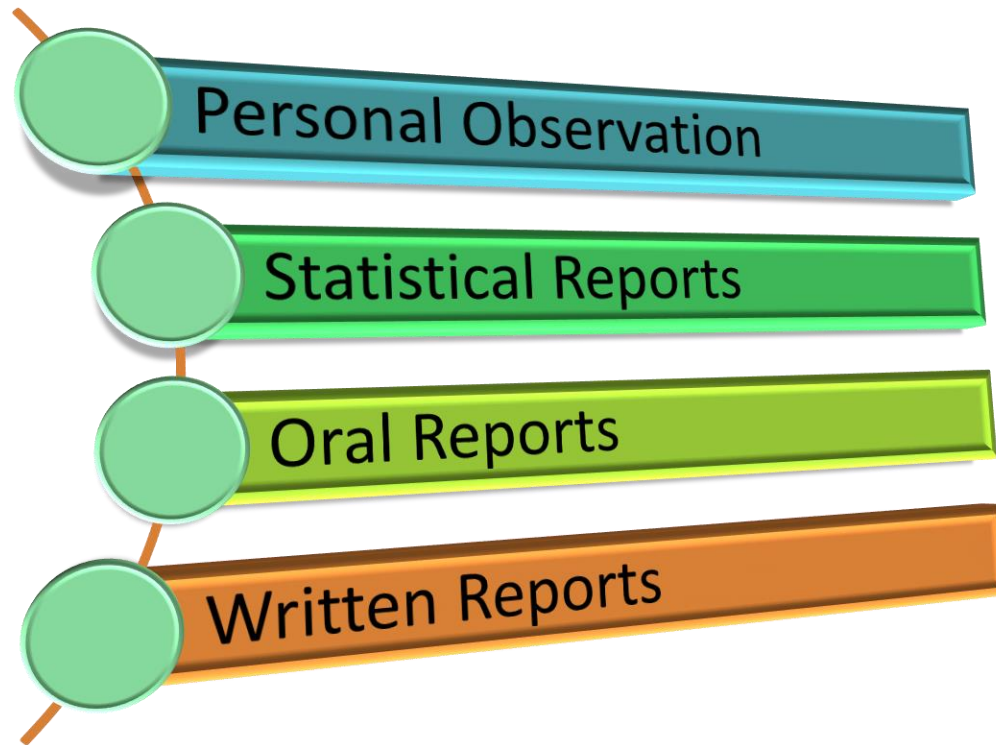 Personal Observation
Statistical Reports
Oral Reports
Written Reports